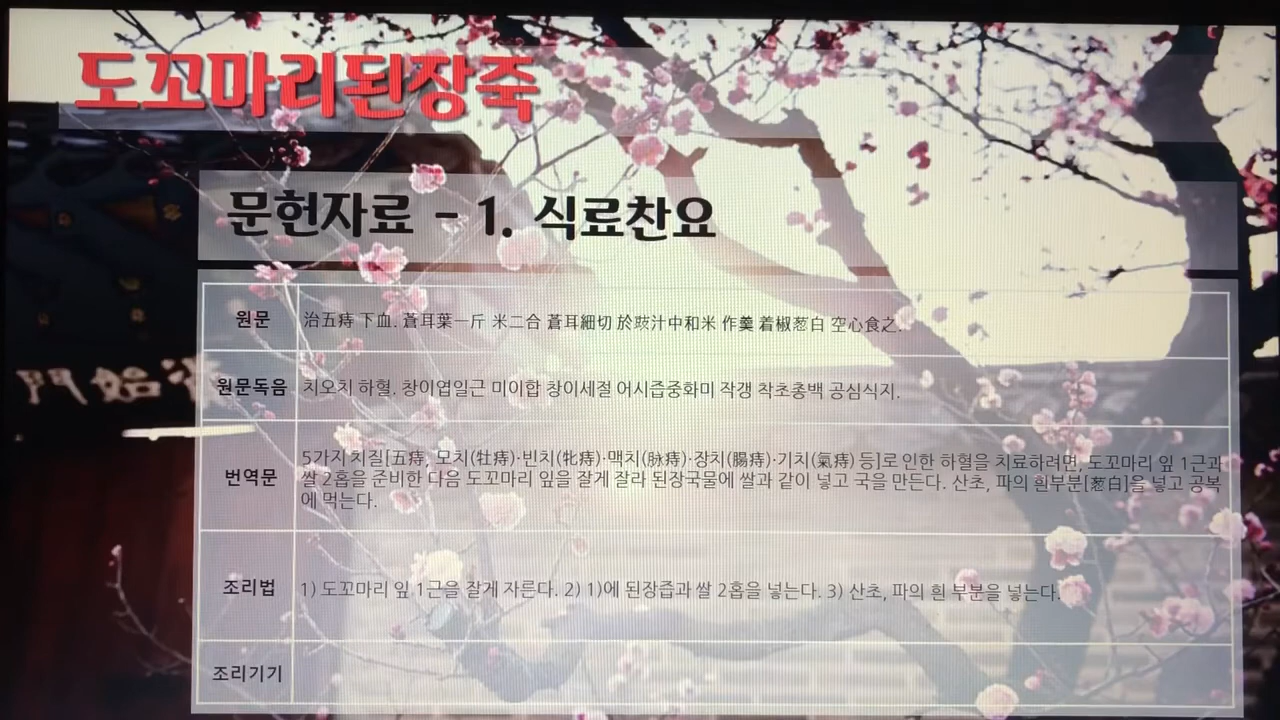 도꼬마리된장죽
문헌자료 - 1. 식료찬요
원문
治五痔 下血. 蒼耳葉一斤 米二合 蒼耳細切 於豉汁中和米 作羹 着椒葱白 空心食之.
원문독음
치오치 하혈. 창이엽일근 미이합 창이세절 어시즙중화미 작갱 착초총백 공심식지.
번역문
5가지 치질[五痔, 모치(牡痔)·빈치(牝痔)·맥치(脉痔)·장치(腸痔)·기치(氣痔) 등]로 인한 하혈을 치료하려면, 도꼬마리 잎 1근과
쌀 2홉을 준비한 다음 도꼬마리 잎을 잘게 잘라 된장국물에 쌀과 같이 넣고 국을 만든다. 산초, 파의 흰부분[葱白]을 넣고 공복
에 먹는다.
조리법
1) 도꼬마리 잎 1근을 잘게 자른다. 2) 1)에 된장즙과 쌀 2홉을 넣는다. 3) 산초, 파의 흰 부분을 넣는다.
조리기기
門始